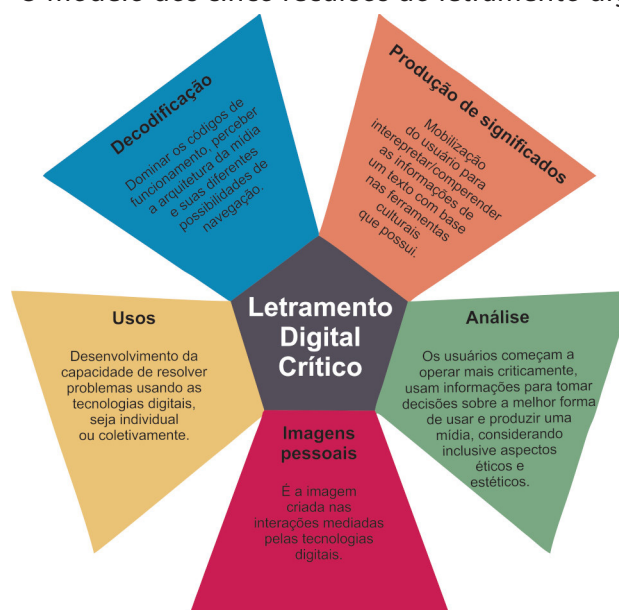 Decodificação
Dominar os códigos de
funcionamento, perceber
a arquitetura da mídia
e suas diferentes
possibilidades de
navegação.
Produção de significados
Mobilização
do usuário para
intereprelar/comperender
as informações de
um texto com base
nas ferramentas
culturais
que possui.
Letramento
Digital
Crítico
Usos
Desenvolvimento da
capacidade de resolver
problemas usando as
tecnologias digitais,
seja individual
ou coletivamente.
Análise
Os usuários começam a
operar mais criticamente,
usam informações para tomar
decisões sobre a melhor forma
de usar e produzir uma
mídia, considerando
inclusive aspectos
éticos e
estéticos.
Imagens
pessoais
É a imagem
criada nas
interações mediadas
pelas tecnologias
digitais.